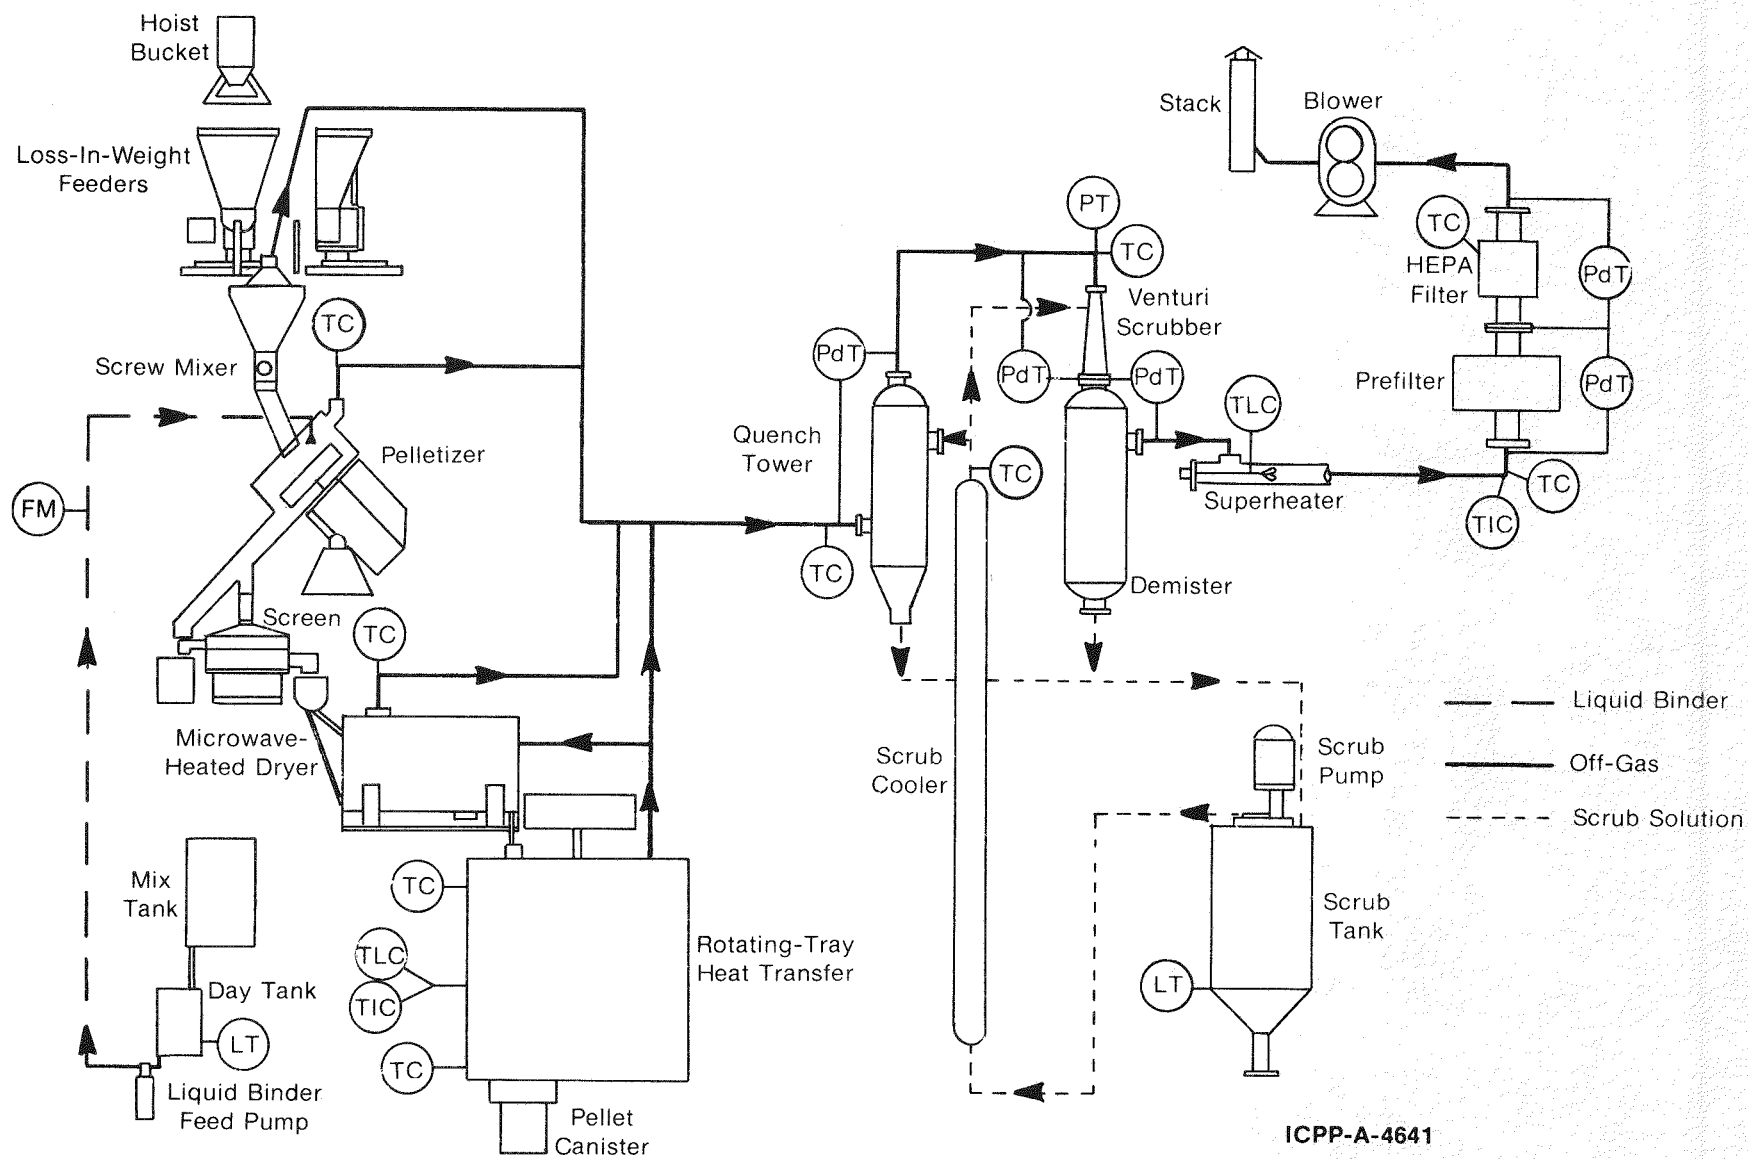 Hoist
Bucket
Loss-In-Weight
Feeders
Stack
Blower
PT
TC
TC
HEPA
Filter
PdT
Venturi
Scrubber
TC
Screw Mixer
PdT
PdT
PdT
Prefilter
PdT
TLC
Quench
Tower
Pelletizer
TC
TC
Superheater
TIC
FM
TC
Demister
Screen
TC
Liquid Binder
Microwave-
Heated Dryer
Scrub
Cooler
Scrub
Pump
Off-Gas
Scrub Solution
Mix
Tank
TC
Scrub
Tank
TLC
Rotating-Tray
Heat Transfer
LT
Day Tank
TIC
LT
TC
Liquid Binder
Feed Pump
Pellet
Canister
ICPP-A-4641